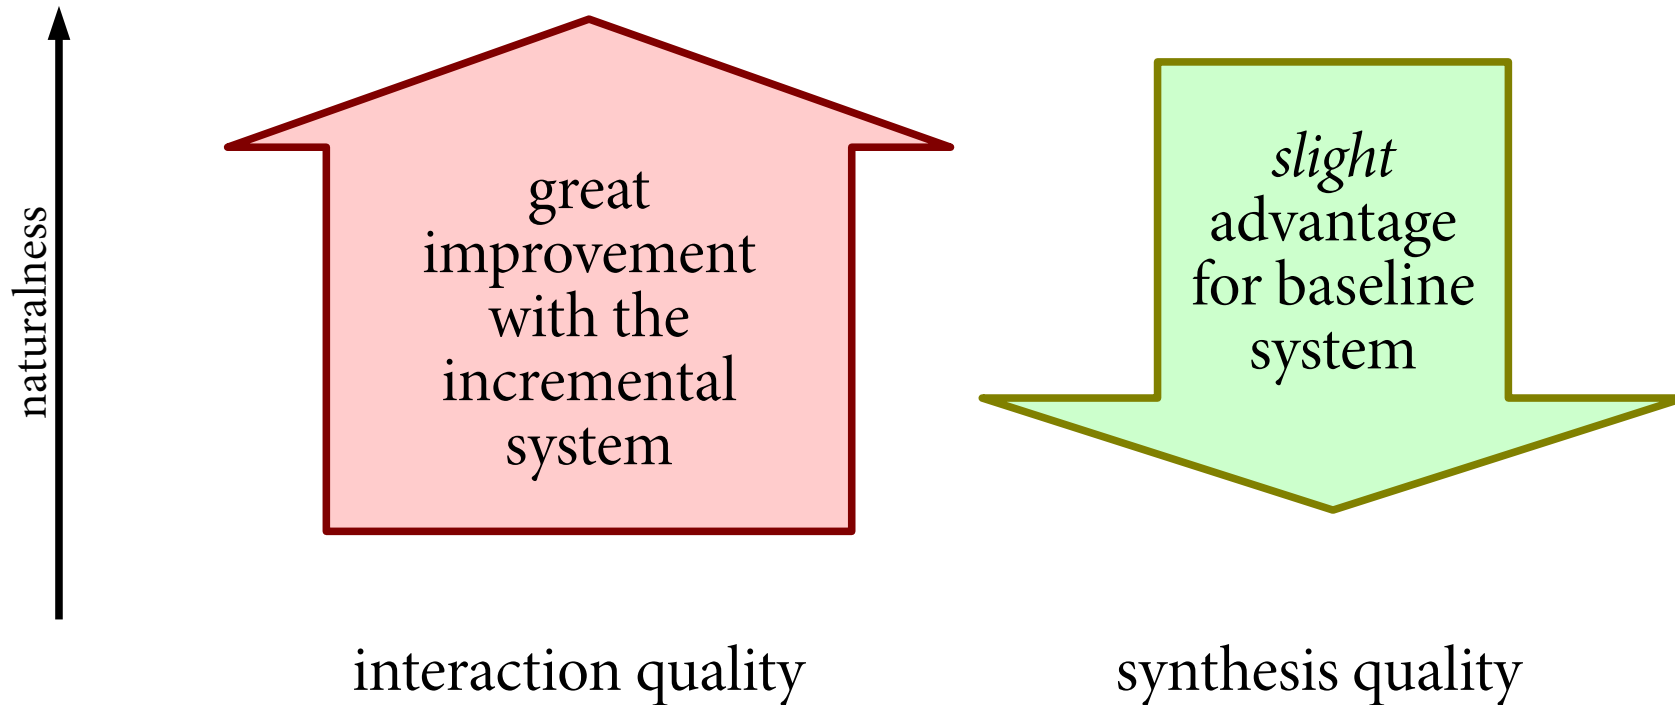 naturalness
great
improvement
with the
incremental
system
slight
advantage
for baseline
system
interaction quality
synthesis quality